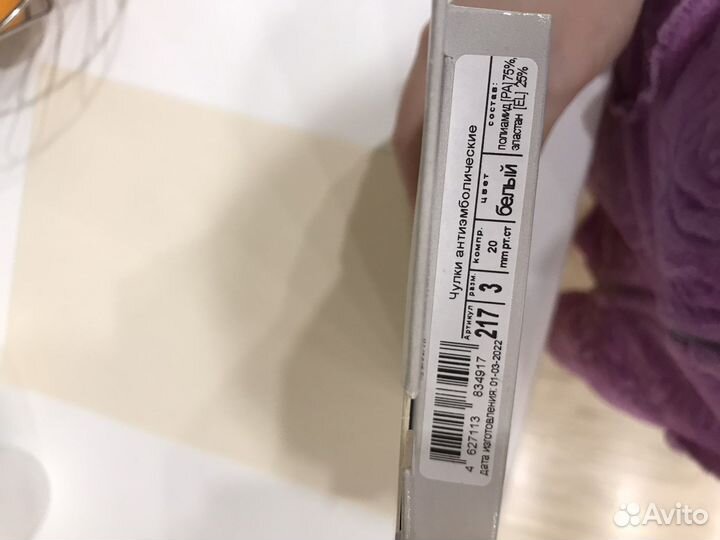 Чулки антиэмболические
Артикул разм. компр. цвет состав:
217 3 20 mm рт.ст белый полиамид [PA] 75%,
эластан [EL] 25%
4 627113 834917
дата изготовления: 01-03-2022
Avito